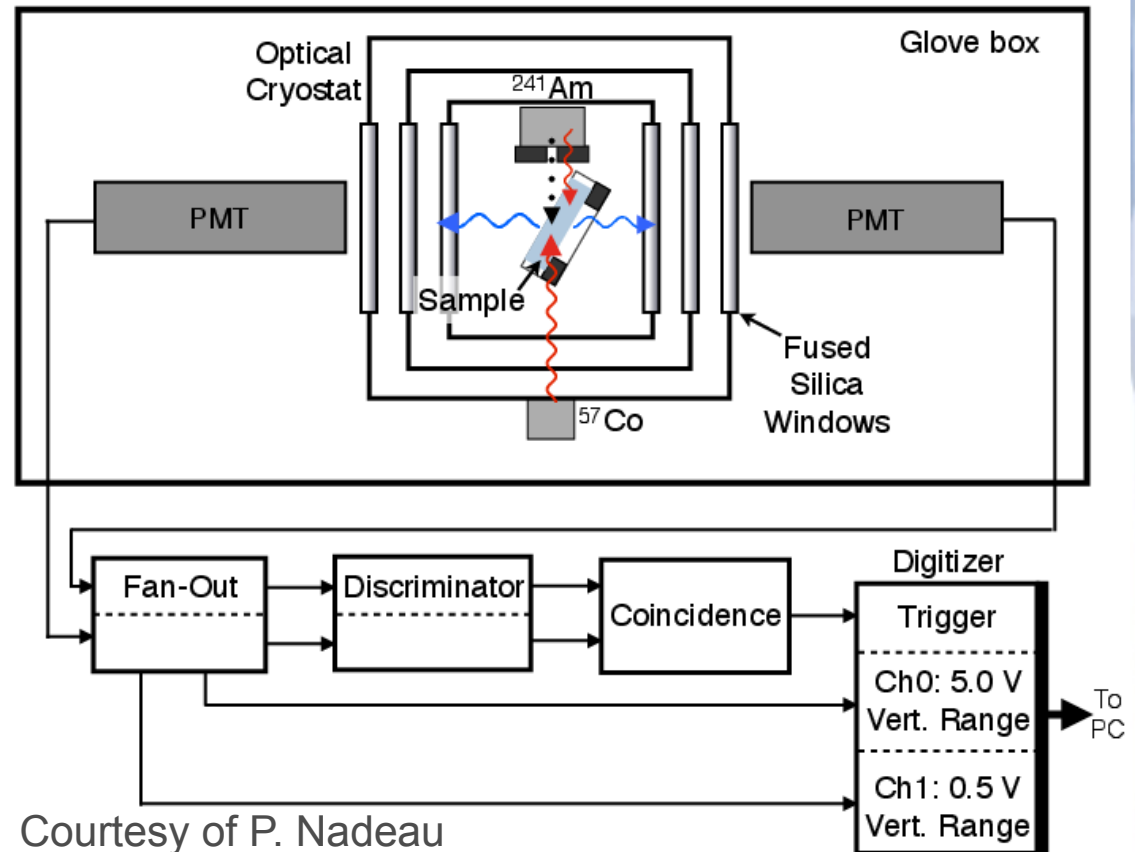 Glove box
Optical
Cryostat
²⁴¹Am
PMT
PMT
Sample
Fused
Silica
Windows
⁵⁷Co
Fan-Out
Discriminator
Coincidence
Digitizer
Trigger
Ch0: 5.0 V
Vert. Range
Ch1: 0.5 V
Vert. Range
To
PC
Courtesy of P. Nadeau